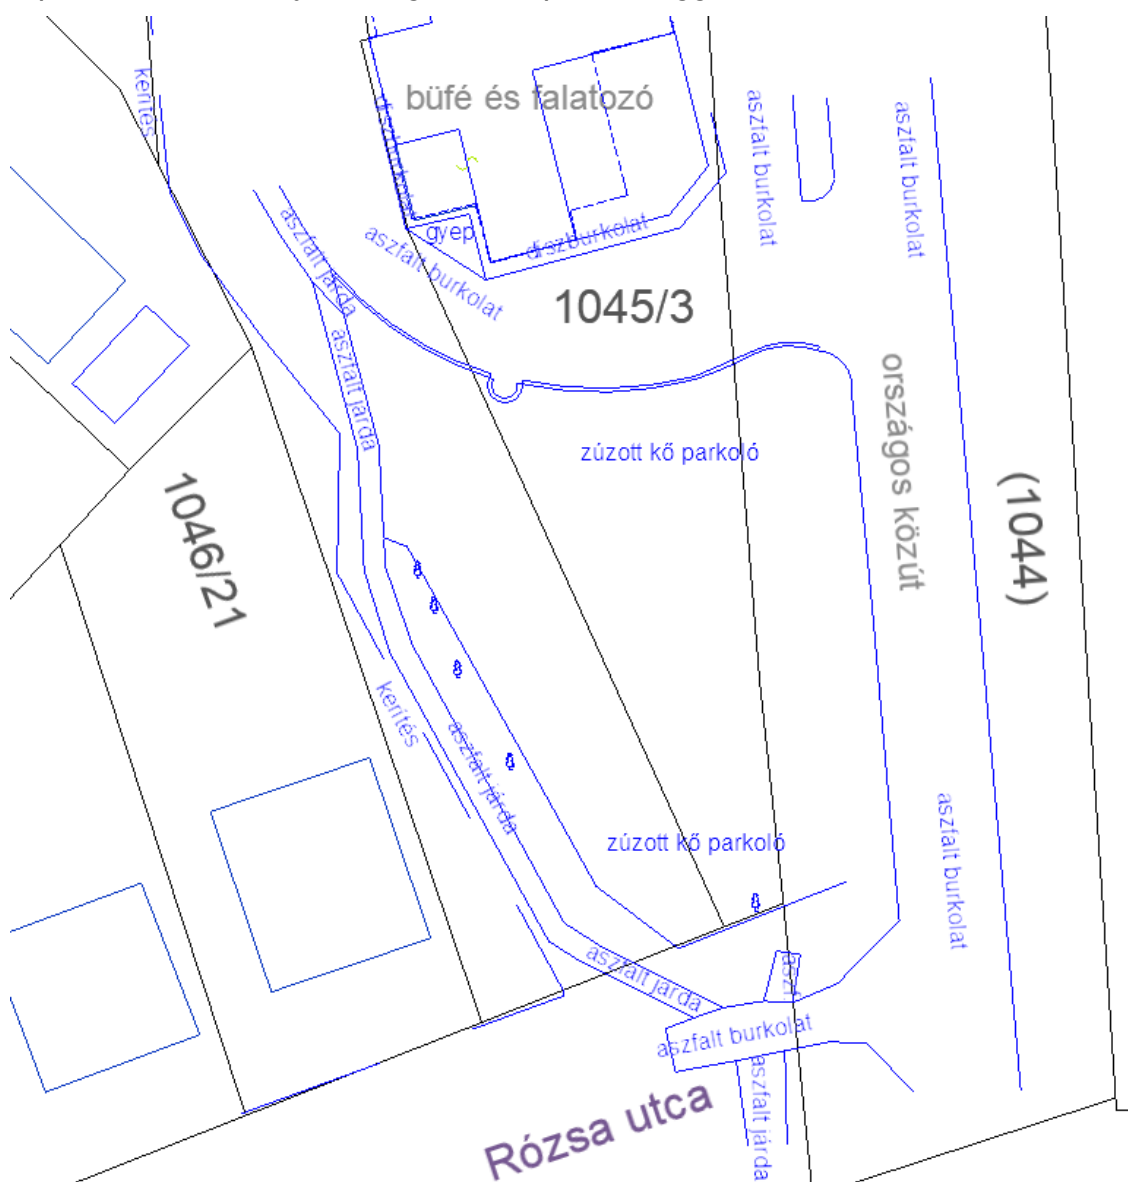 kerítés
büfé és falatozó
díszburkolat
aszfalt burkolat
aszfalt burkolat
aszfalt járda
aszfalt burkolat
gyep
díszburkolat
1045/3
aszfalt járda
országos közút
zúzott kő parkoló
1046/21
(1044)
kerítés
aszfalt járda
zúzott kő parkoló
aszfalt burkolat
aszfalt járda
aszf
aszfalt burkolat
Rózsa utca
aszfalt járda